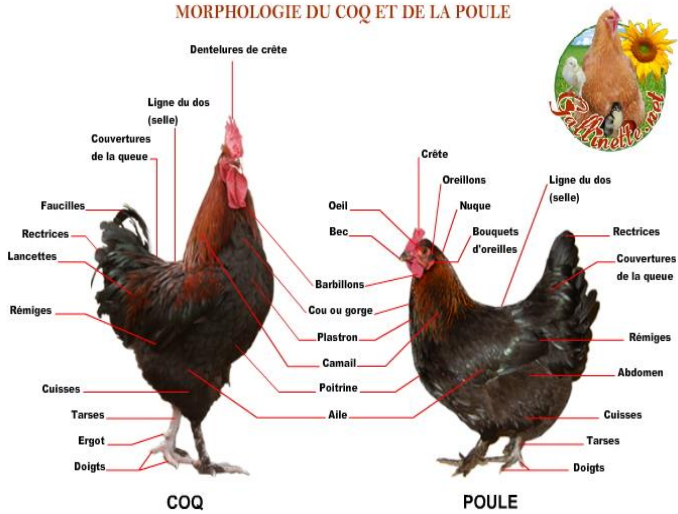 MORPHOLOGIE DU COQ ET DE LA POULE
Gallinette.net
Dentelures de crête
Ligne du dos
(selle)
Couvertures
de la queue
Faucilles
Rectrices
Lancettes
Rémiges
Cuisses
Tarses
Ergot
Doigts
Crête
Oreillons
Oeil
Nuque
Bec
Bouquets
d'oreilles
Ligne du dos
(selle)
Rectrices
Couvertures
de la queue
Barbillons
Cou ou gorge
Plastron
Camail
Poitrine
Aile
Rémiges
Abdomen
Cuisses
Tarses
Doigts
COQ
POULE